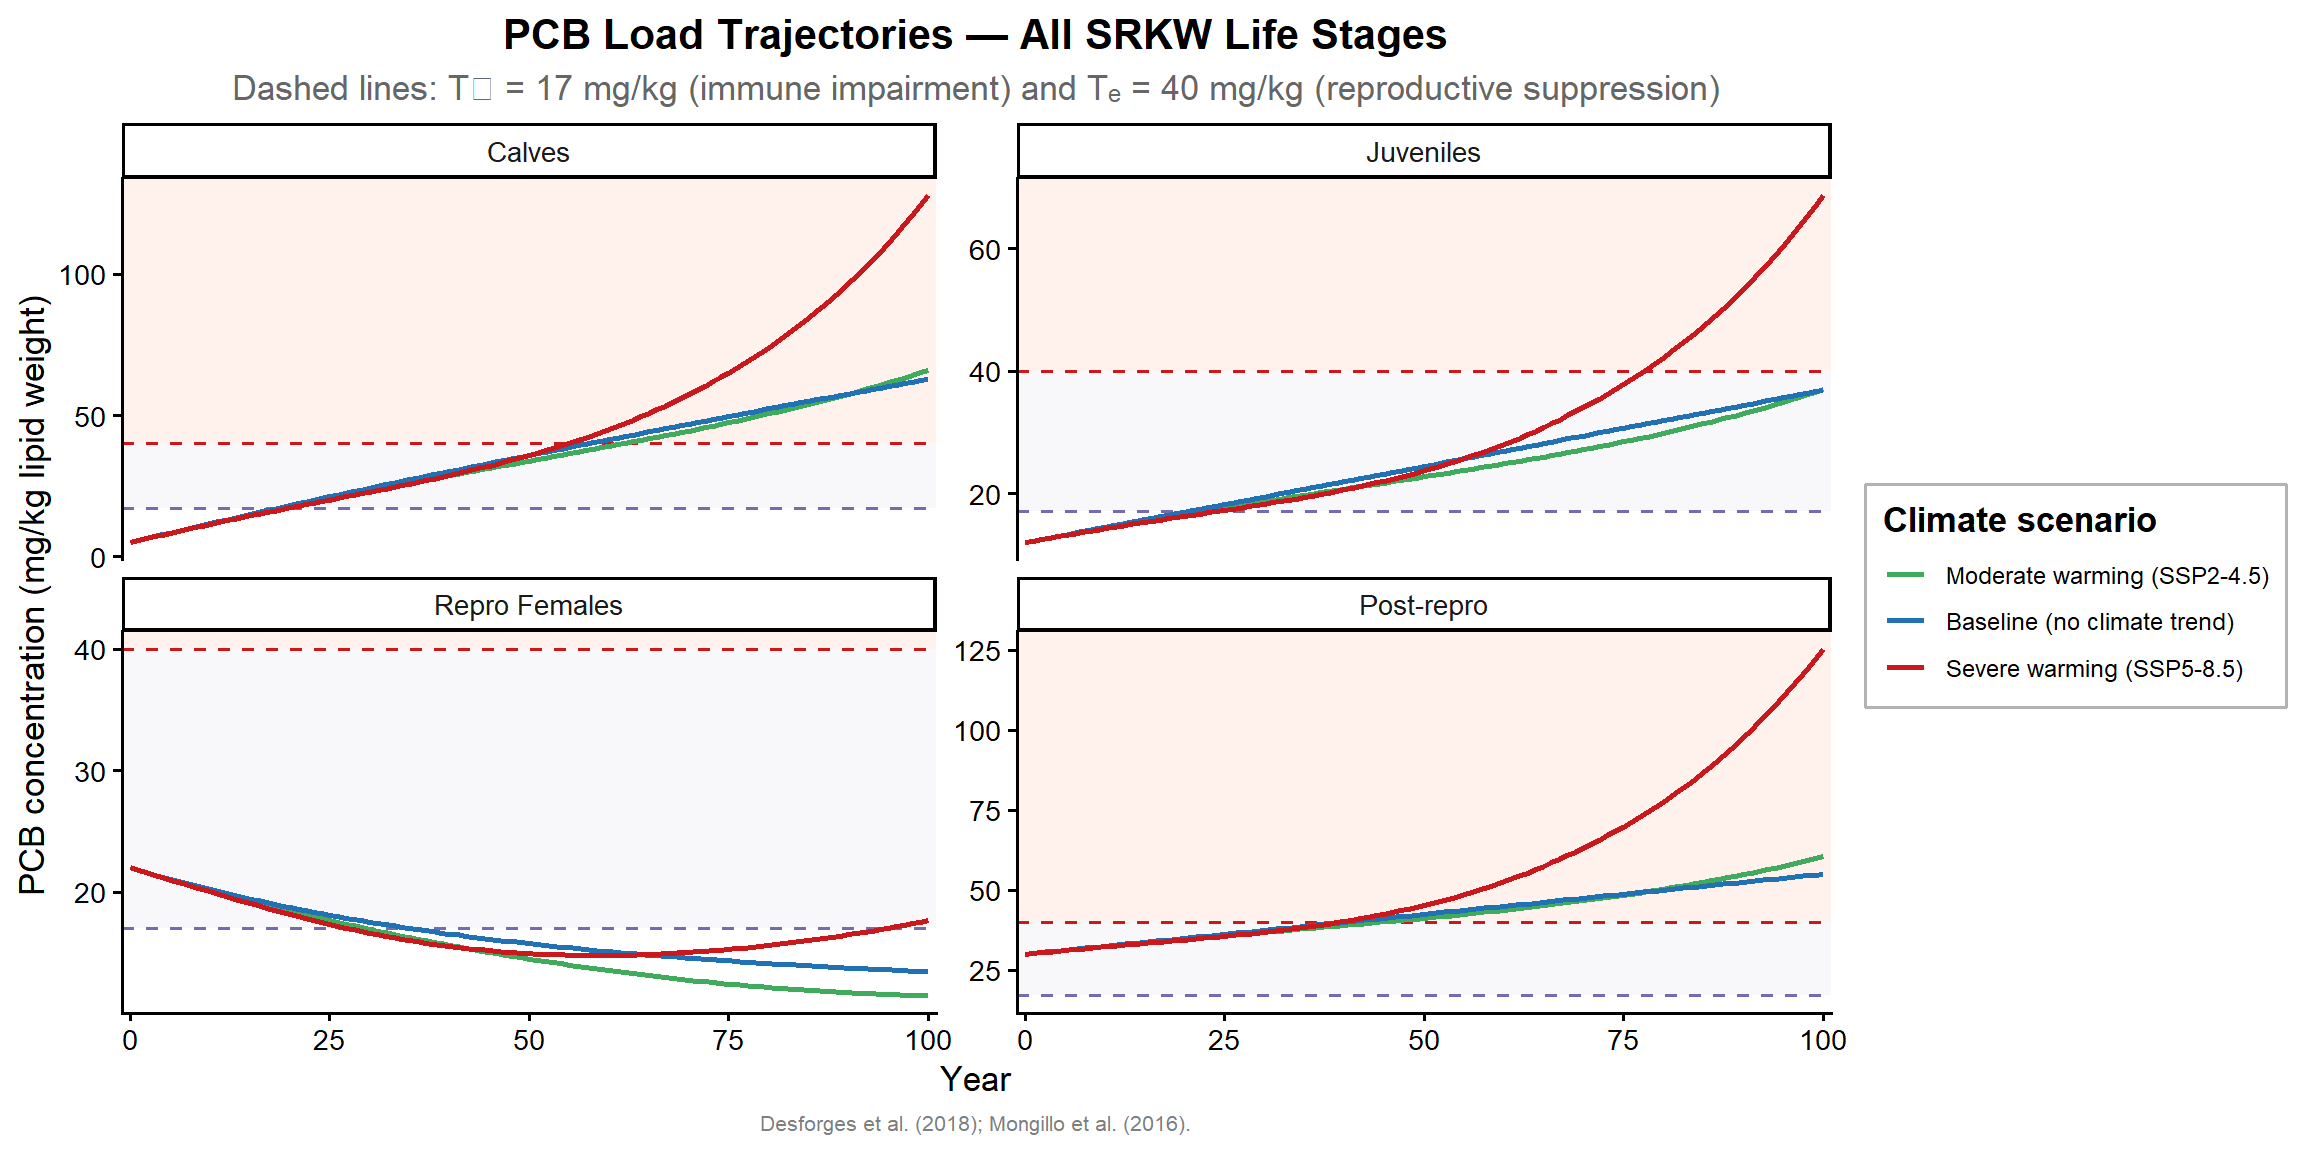 PCB Load Trajectories — All SRKW Life Stages
Dashed lines: T□ = 17 mg/kg (immune impairment) and Tₑ = 40 mg/kg (reproductive suppression)
Calves
Juveniles
PCB concentration (mg/kg lipid weight)
100
50
0
60
40
20
Repro Females
Post-repro
40
30
20
125
100
75
50
25
0 25 50 75 100
0 25 50 75 100
Year
Climate scenario
Moderate warming (SSP2-4.5)
Baseline (no climate trend)
Severe warming (SSP5-8.5)
Desforges et al. (2018); Mongillo et al. (2016).